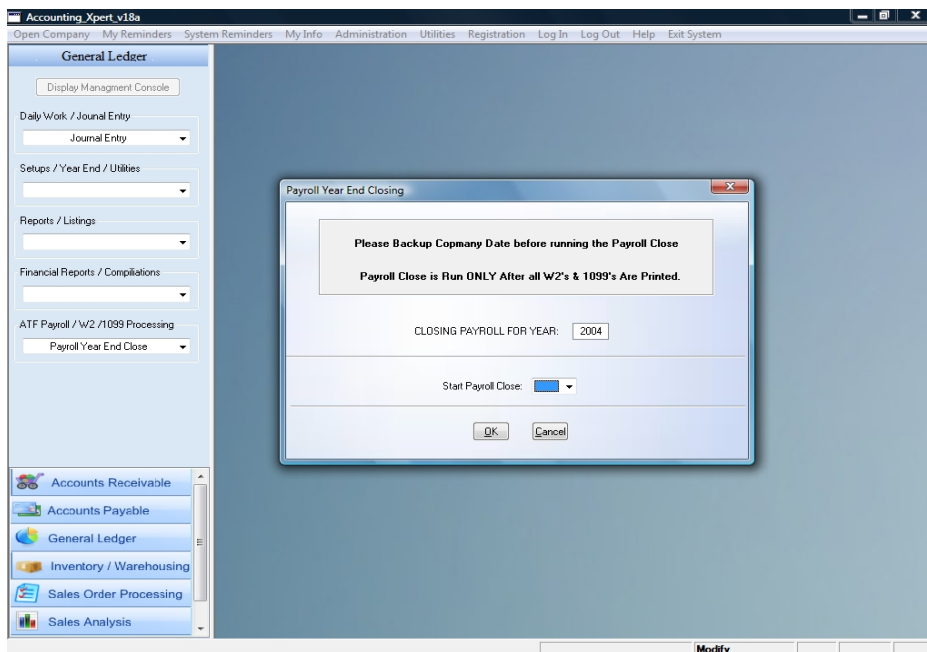 Accounting_Xpert_v18a
Open Company My Reminders System Reminders My Info Administration Utilities Registration Log In Log Out Help Exit System
General Ledger
Display Managment Console
Daily Work / Jounal Entry
Journal Entry
Setups / Year End / Utilities
Reports / Listings
Financial Reports / Compiliations
ATF Payroll / W2 /1099 Processing
Payroll Year End Close
Accounts Receivable
Accounts Payable
General Ledger
Inventory / Warehousing
Sales Order Processing
Sales Analysis
Payroll Year End Closing
Please Backup Copmany Date before running the Payroll Close
Payroll Close is Run ONLY After all W2's & 1099's Are Printed.
CLOSING PAYROLL FOR YEAR: 2004
Start Payroll Close:
OK Cancel
Modify